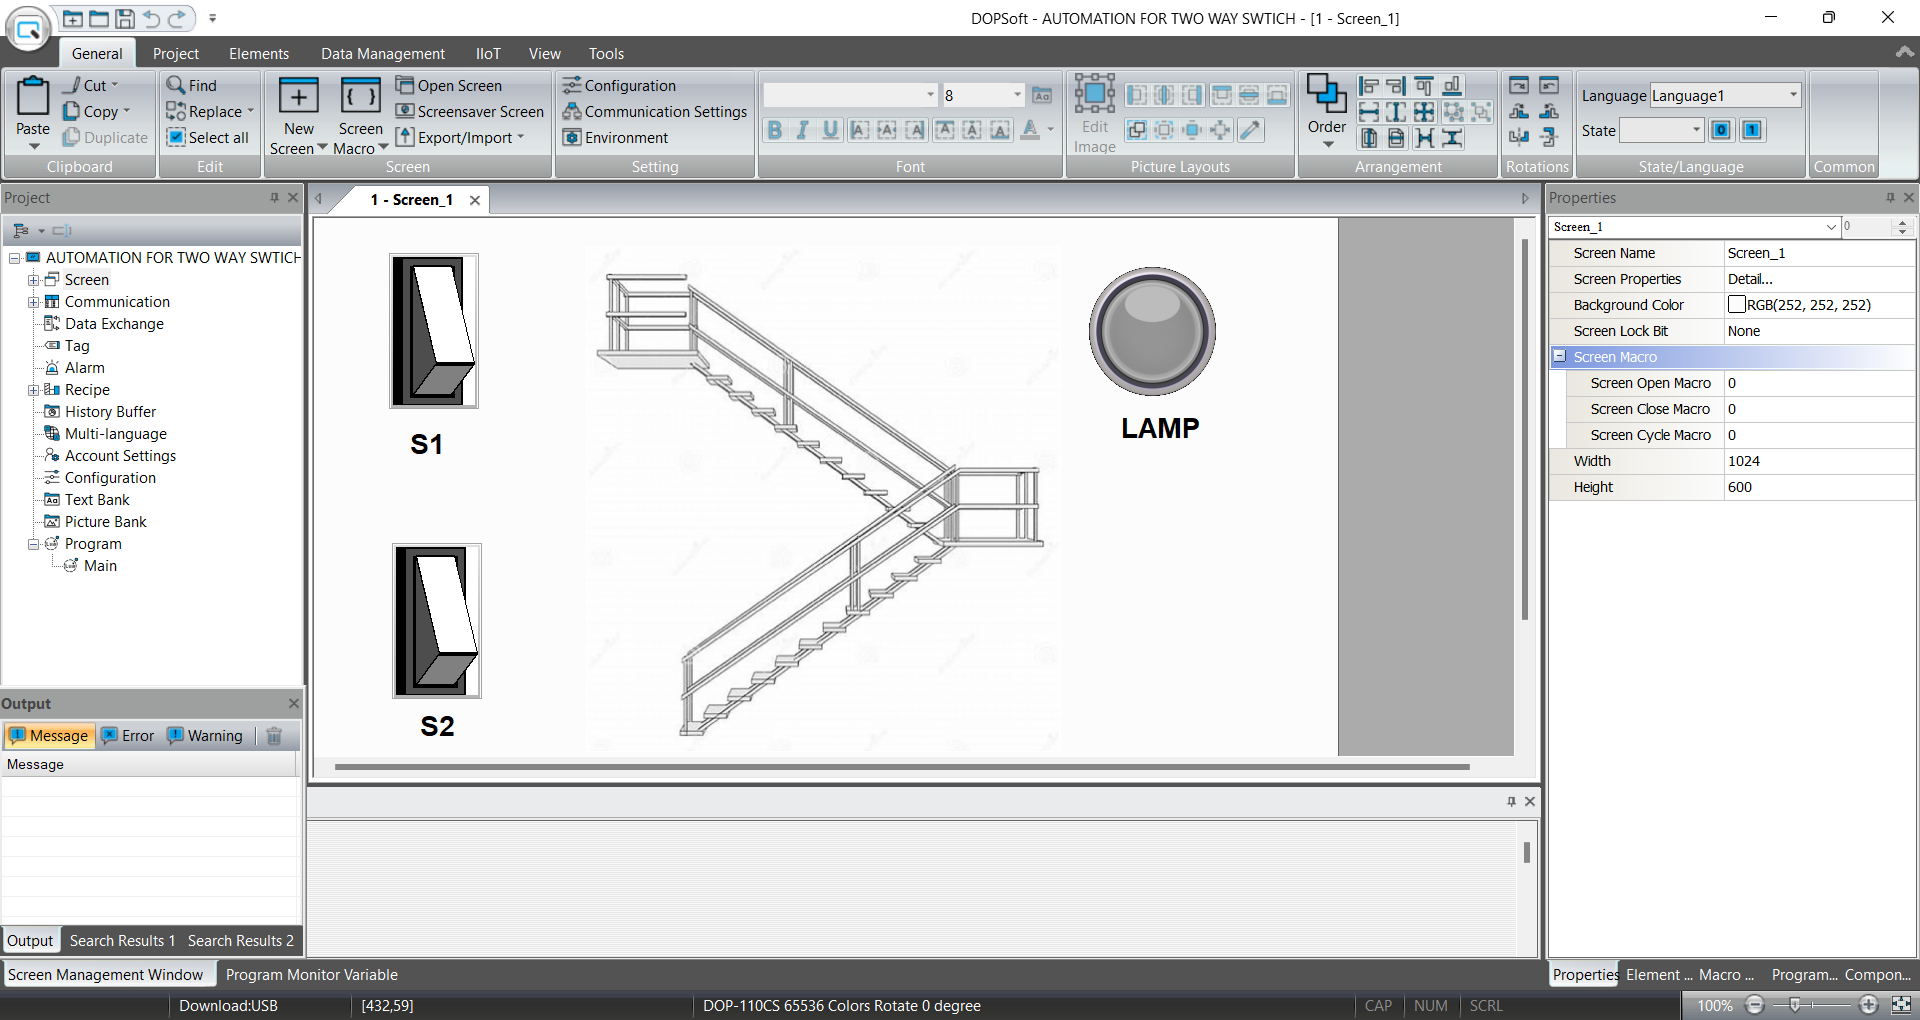 DOPSoft - AUTOMATION FOR TWO WAY SWTICH - [1 - Screen_1]
General Project Elements Data Management IIoT View Tools
Paste
Cut
Copy
Duplicate
Clipboard
Find
Replace
Select all
Edit
New Screen
Screen Macro
Open Screen
Screensaver Screen
Export/Import
Screen
Configuration
Communication Settings
Environment
Setting
8
B I U
Font
Edit Image
Picture Layouts
Order
Arrangement
Rotations
Language Language1
State
State/Language
Common
Project
AUTOMATION FOR TWO WAY SWTICH
Screen
Communication
Data Exchange
Tag
Alarm
Recipe
History Buffer
Multi-language
Account Settings
Configuration
Text Bank
Picture Bank
Program
Main
Output
Message Error Warning
Message
Output Search Results 1 Search Results 2
1 - Screen_1
S1
S2
LAMP
Properties
Screen_1 0
Screen Name Screen_1
Screen Properties Detail...
Background Color RGB(252, 252, 252)
Screen Lock Bit None
Screen Macro
Screen Open Macro 0
Screen Close Macro 0
Screen Cycle Macro 0
Width 1024
Height 600
Properties Element ... Macro ... Program... Compon...
Screen Management Window Program Monitor Variable
Download:USB [432,59] DOP-110CS 65536 Colors Rotate 0 degree CAP NUM SCRL 100%